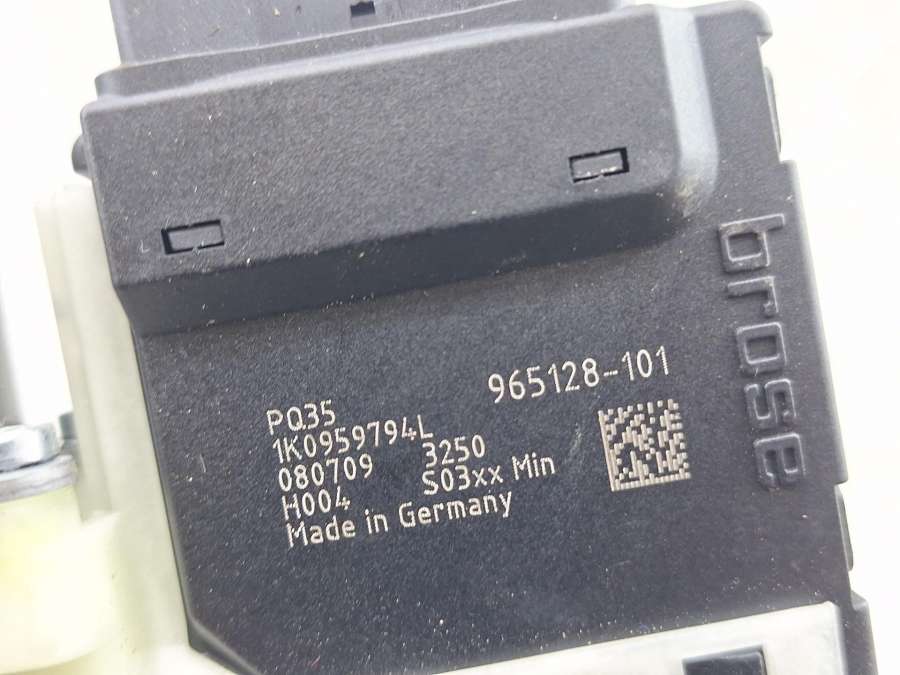 brose
965128-101
PQ35
1K0959794L
080709 3250
H004 S03xx Min
Made in Germany